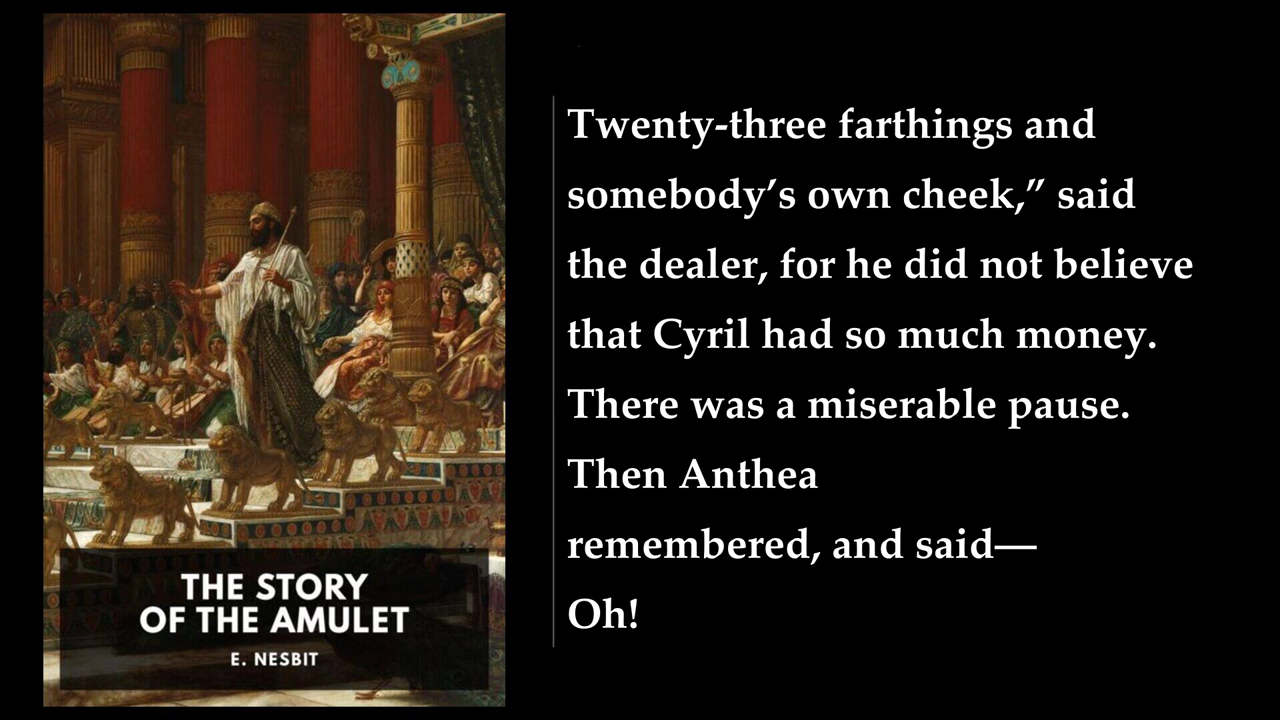 THE STORY
OF THE AMULET
E. NESBIT
Twenty-three farthings and
somebody’s own cheek,” said
the dealer, for he did not believe
that Cyril had so much money.
There was a miserable pause.
Then Anthea
remembered, and said—
Oh!